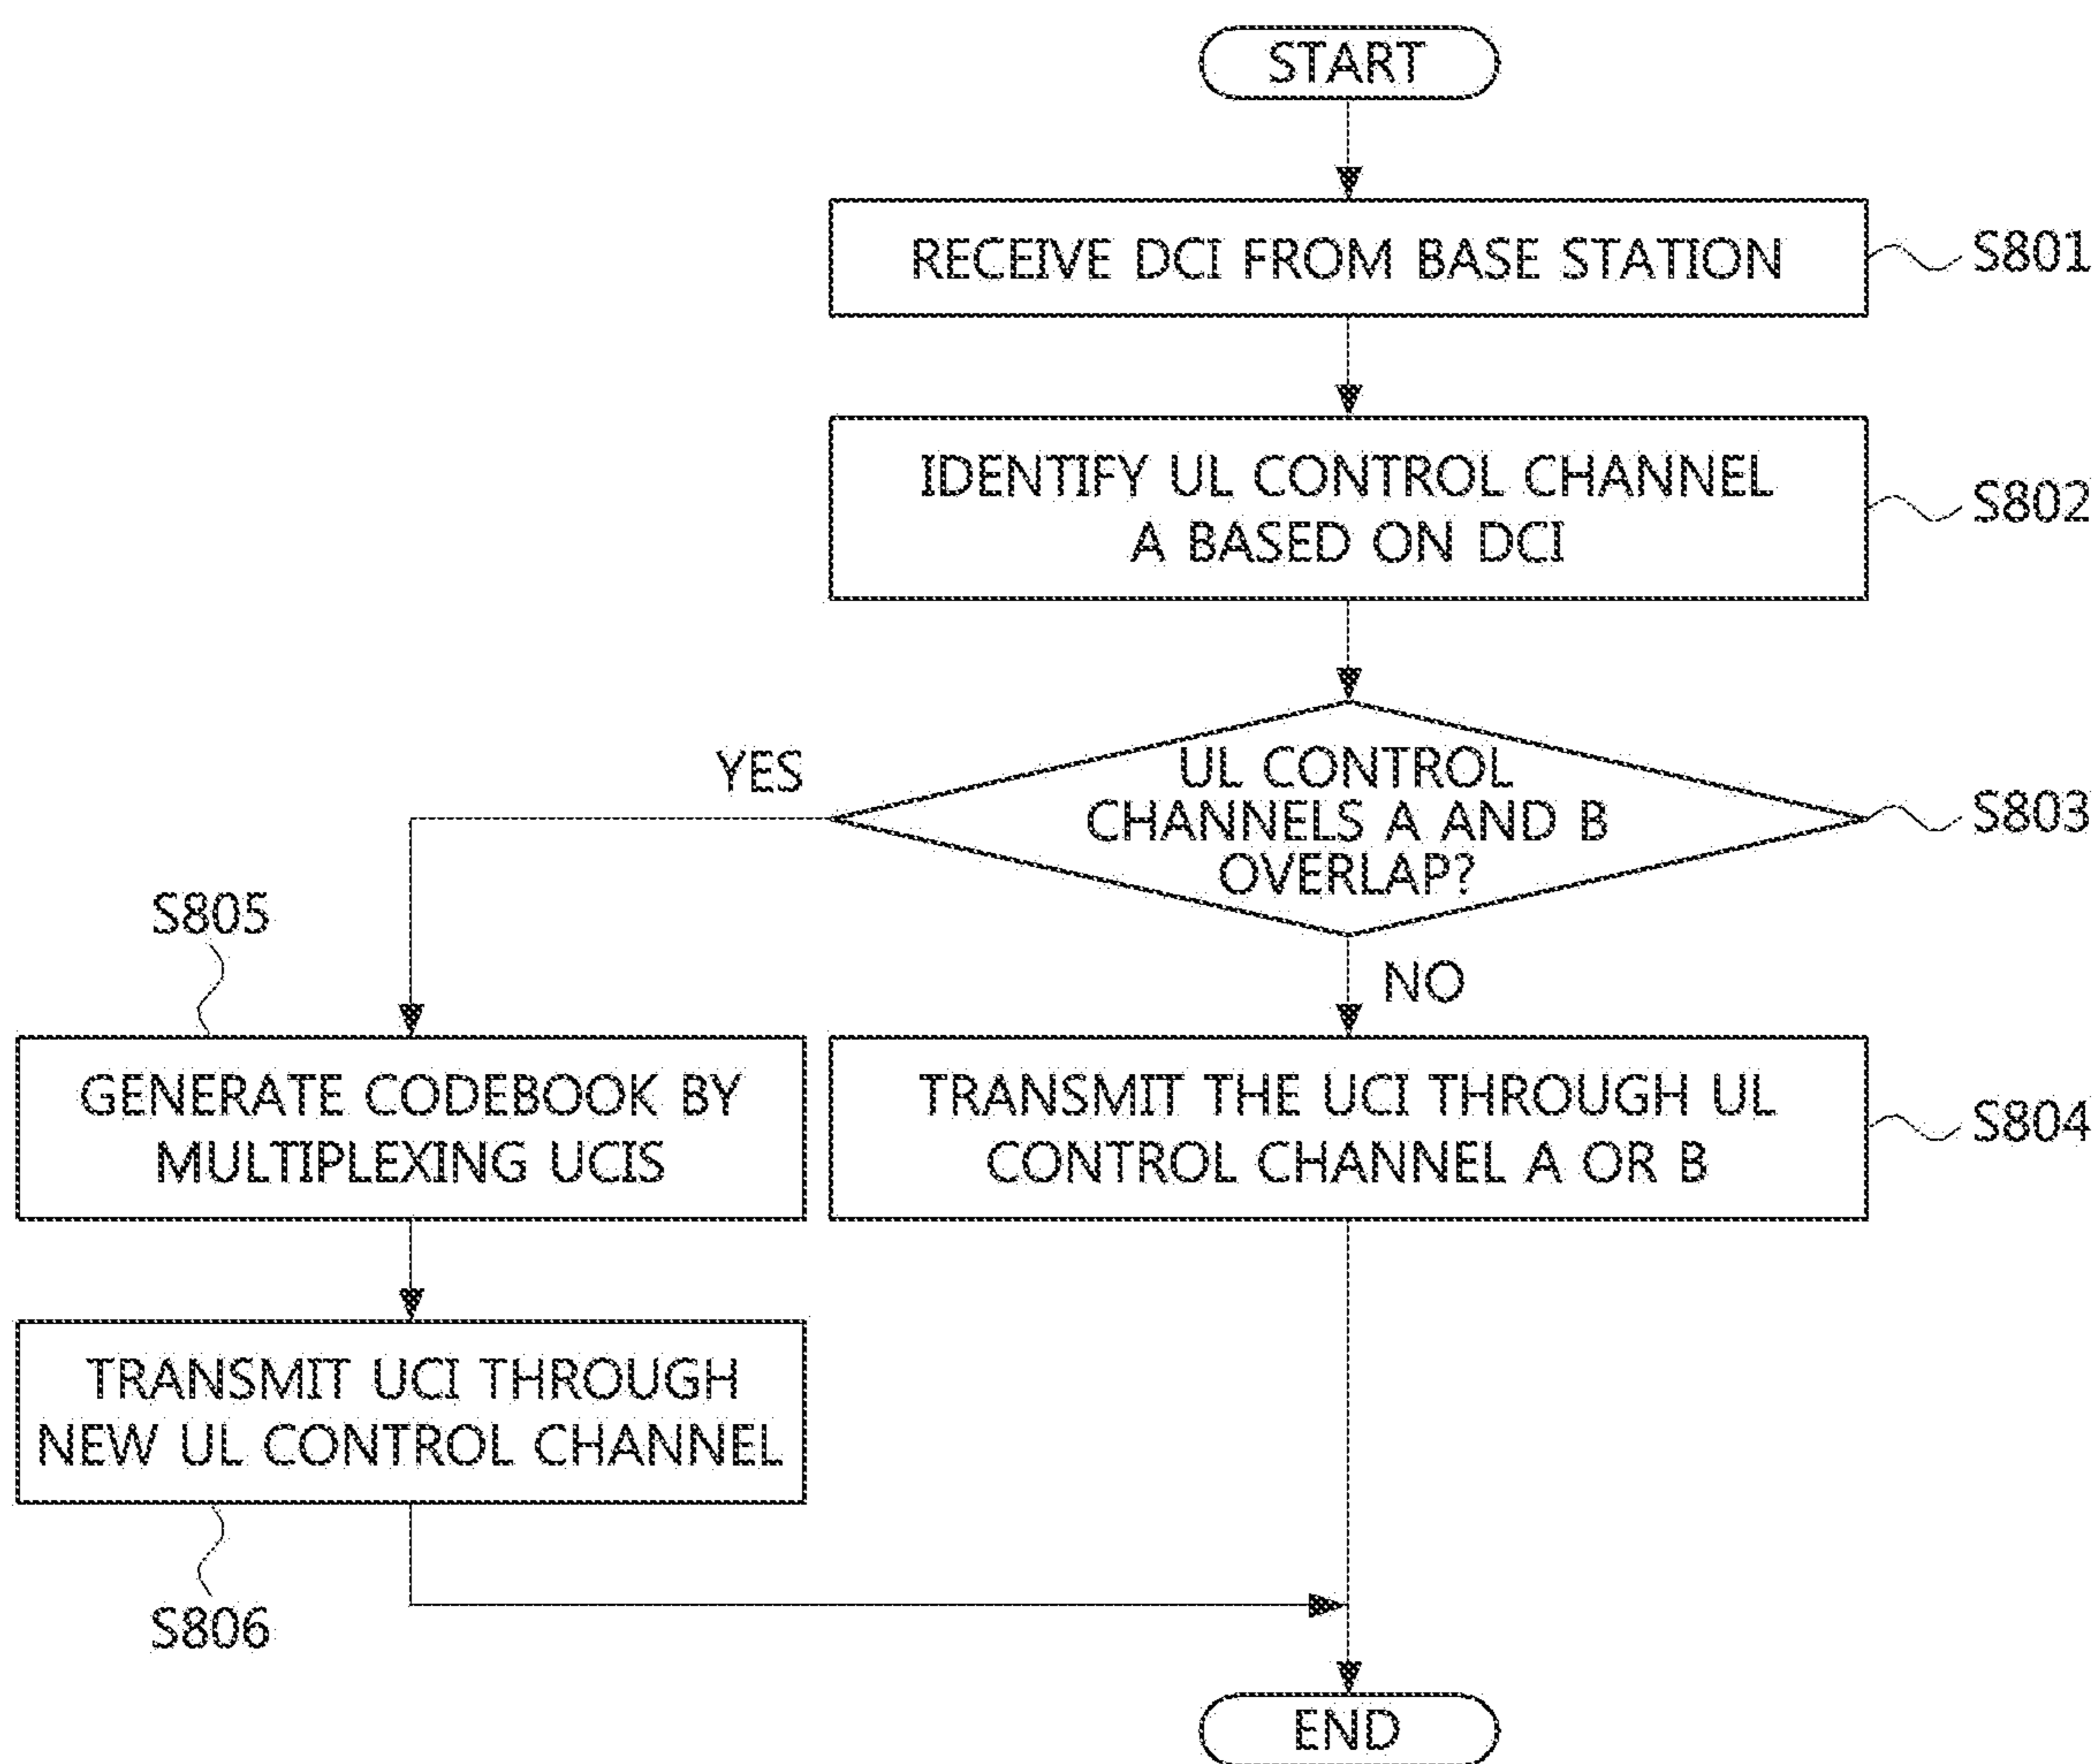 START
RECEIVE DCI FROM BASE STATION
S801
IDENTIFY UL CONTROL CHANNEL
A BASED ON DCI
S802
UL CONTROL
CHANNELS A AND B
OVERLAP?
S803
YES
NO
S805
GENERATE CODEBOOK BY
MULTIPLEXING UCIS
TRANSMIT THE UCI THROUGH UL
CONTROL CHANNEL A OR B
S804
TRANSMIT UCI THROUGH
NEW UL CONTROL CHANNEL
S806
END